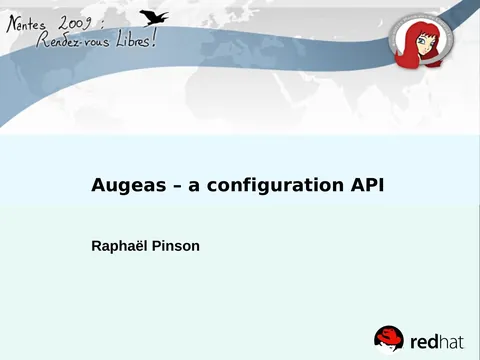 Nantes 2009 :
Rendez-vous Libres !
Augeas – a configuration API
Raphaël Pinson
redhat